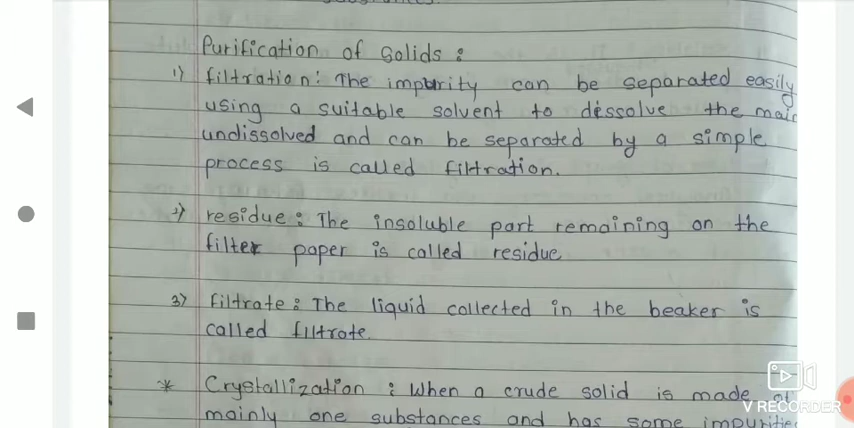 Purification of Solids :
1) filtration : The impurity can be separated easily
using a suitable solvent to dissolve the
undissolved and can be separated by a simple
process is called filtration.
2) residue : The insoluble part remaining on the
filter paper is called residue
3) filtrate : The liquid collected in the beaker is
called filtrate.
* Crystallization : When a crude solid is made of
mainly one substances and has some
V RECORDER